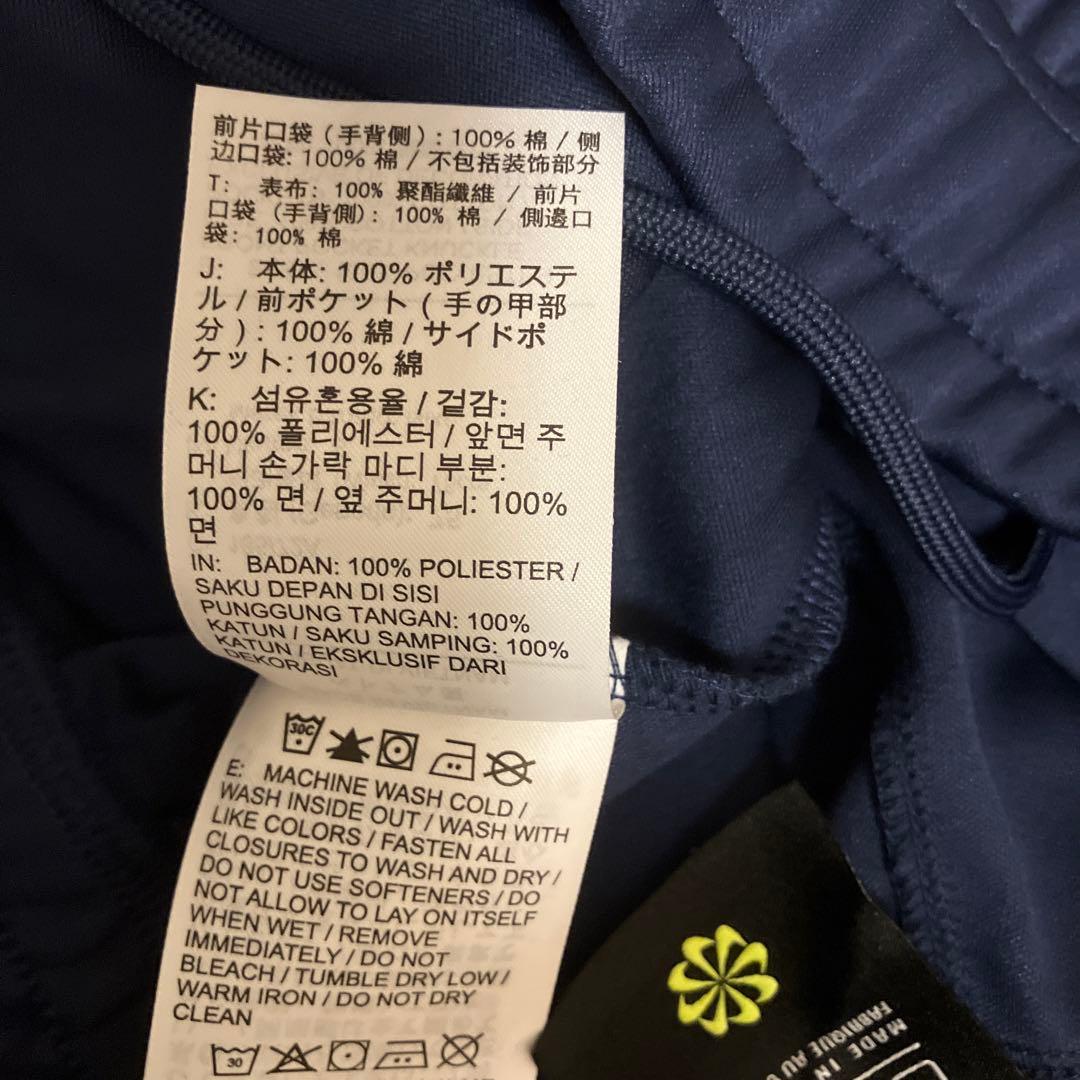 前片口袋（手背侧）: 100% 棉 / 侧
边口袋: 100% 棉 / 不包括装饰部分
T: 表布: 100% 聚酯纖維 / 前片
口袋（手背側）: 100% 棉 / 側邊口
袋: 100% 棉
J: 本体: 100% ポリエステ
ル / 前ポケット ( 手の甲部
分 ) : 100% 綿 / サイドポ
ケット: 100% 綿
K: 섬유혼용율 / 겉감:
100% 폴리에스터 / 앞면 주
머니 손가락 마디 부분:
100% 면 / 옆 주머니: 100%
면
IN: BADAN: 100% POLIESTER /
SAKU DEPAN DI SISI
PUNGGUNG TANGAN: 100%
KATUN / SAKU SAMPING: 100%
KATUN / EKSKLUSIF DARI
DEKORASI
30C
E: MACHINE WASH COLD /
WASH INSIDE OUT / WASH WITH
LIKE COLORS / FASTEN ALL
CLOSURES TO WASH AND DRY /
DO NOT USE SOFTENERS / DO
NOT ALLOW TO LAY ON ITSELF
WHEN WET / REMOVE
IMMEDIATELY / DO NOT
BLEACH / TUMBLE DRY LOW /
WARM IRON / DO NOT DRY
CLEAN
30
MADE IN
FABRIQUE AU